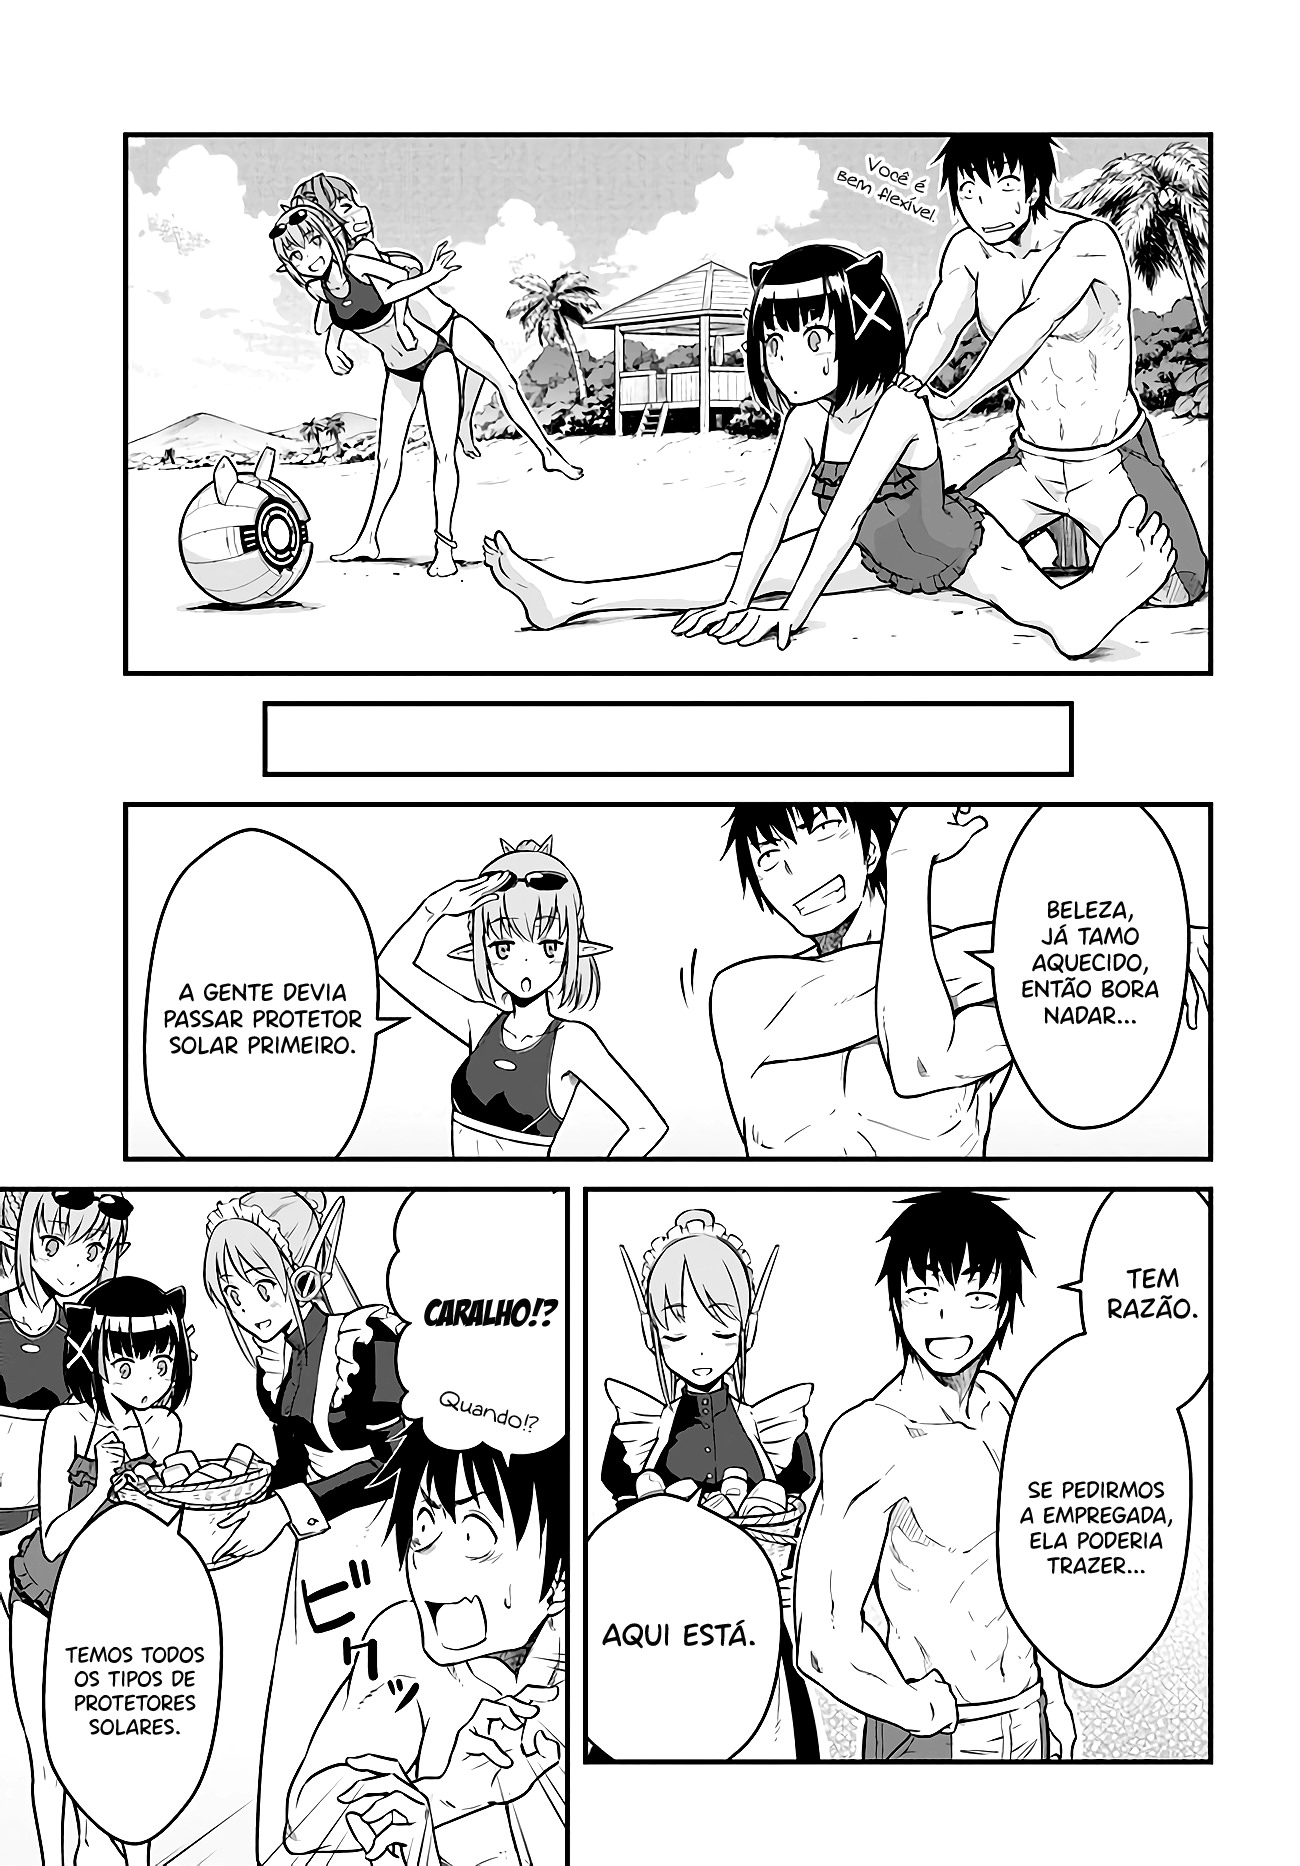 Você é
bem flexível.
BELEZA,
JÁ TAMO
AQUECIDO,
ENTÃO BORA
NADAR...
A GENTE DEVIA
PASSAR PROTETOR
SOLAR PRIMEIRO.
TEM
RAZÃO.
SE PEDIRMOS
A EMPREGADA,
ELA PODERIA
TRAZER...
AQUI ESTÁ.
CARALHO!?
Quando!?
ビクッ
TEMOS TODOS
OS TIPOS DE
PROTETORES
SOLARES.